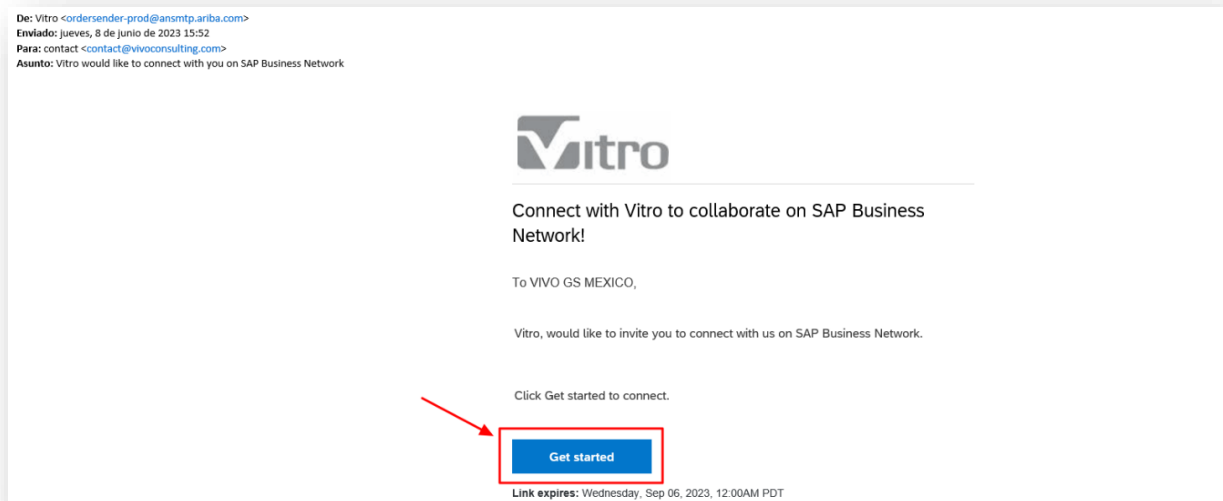 De: Vitro <ordersender-prod@ansmtp.ariba.com>
Enviado: jueves, 8 de junio de 2023 15:52
Para: contact <contact@vivoconsulting.com>
Asunto: Vitro would like to connect with you on SAP Business Network
Vitro
Connect with Vitro to collaborate on SAP Business
Network!
To VIVO GS MEXICO,
Vitro, would like to invite you to connect with us on SAP Business Network.
Click Get started to connect.
Get started
Link expires: Wednesday, Sep 06, 2023, 12:00AM PDT